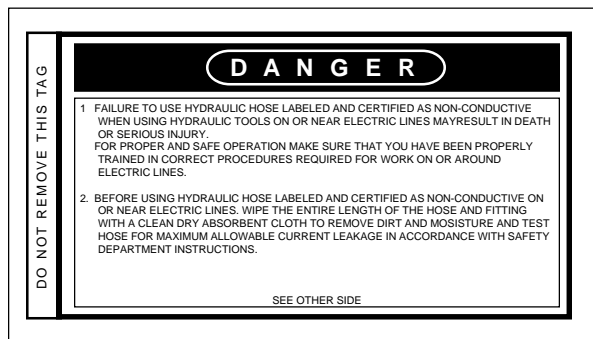 DO NOT REMOVE THIS TAG
DANGER
1 FAILURE TO USE HYDRAULIC HOSE LABELED AND CERTIFIED AS NON-CONDUCTIVE
WHEN USING HYDRAULIC TOOLS ON OR NEAR ELECTRIC LINES MAYRESULT IN DEATH
OR SERIOUS INJURY.
FOR PROPER AND SAFE OPERATION MAKE SURE THAT YOU HAVE BEEN PROPERLY
TRAINED IN CORRECT PROCEDURES REQUIRED FOR WORK ON OR AROUND
ELECTRIC LINES.
2. BEFORE USING HYDRAULIC HOSE LABELED AND CERTIFIED AS NON-CONDUCTIVE ON
OR NEAR ELECTRIC LINES. WIPE THE ENTIRE LENGTH OF THE HOSE AND FITTING
WITH A CLEAN DRY ABSORBENT CLOTH TO REMOVE DIRT AND MOSISTURE AND TEST
HOSE FOR MAXIMUM ALLOWABLE CURRENT LEAKAGE IN ACCORDANCE WITH SAFETY
DEPARTMENT INSTRUCTIONS.
SEE OTHER SIDE